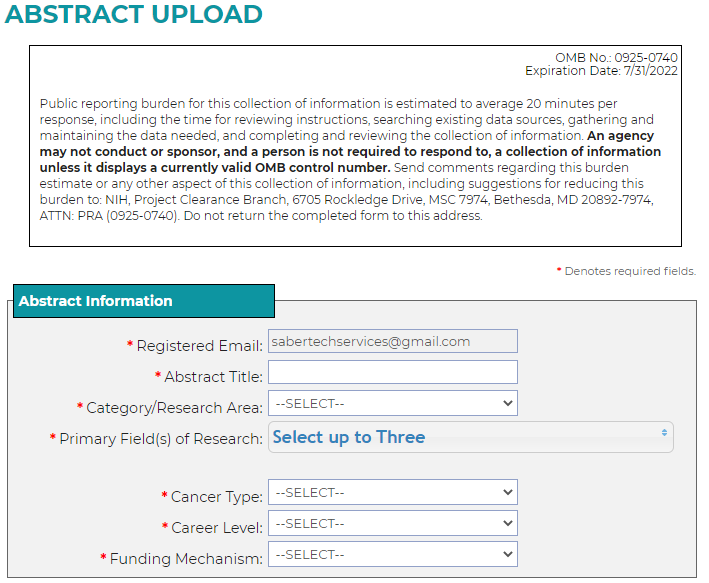 ABSTRACT UPLOAD
OMB No.: 0925-0740
Expiration Date: 7/31/2022
Public reporting burden for this collection of information is estimated to average 20 minutes per
response, including the time for reviewing instructions, searching existing data sources, gathering and
maintaining the data needed, and completing and reviewing the collection of information. An agency
may not conduct or sponsor, and a person is not required to respond to, a collection of information
unless it displays a currently valid OMB control number. Send comments regarding this burden
estimate or any other aspect of this collection of information, including suggestions for reducing this
burden to: NIH, Project Clearance Branch, 6705 Rockledge Drive, MSC 7974, Bethesda, MD 20892-7974,
ATTN: PRA (0925-0740). Do not return the completed form to this address.
* Denotes required fields.
Abstract Information
* Registered Email: sabertechservices@gmail.com
* Abstract Title:
* Category/Research Area: --SELECT--
* Primary Field(s) of Research: Select up to Three
* Cancer Type: --SELECT--
* Career Level: --SELECT--
* Funding Mechanism: --SELECT--